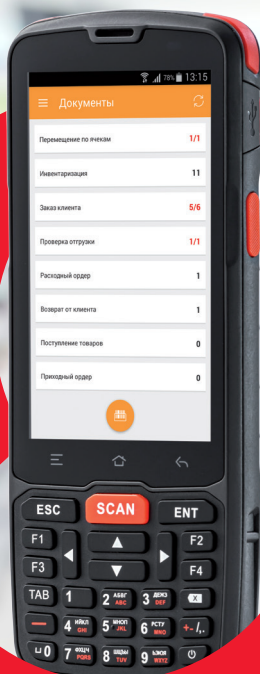 78% 13:15
Документы
Перемещение по ячекам 1/1
Инвентаризация 11
Заказ клиента 5/6
Проверка отгрузки 1/1
Расходный ордер 1
Возврат от клиента 1
Поступление товаров 0
Приходный ордер 0
ESC SCAN ENT
F1 F2
F3 F4
TAB 1 2 АБВГ ABC 3 ДЕЖЗ DEF
4 ИЙКЛ GHI 5 МНОП JKL 6 РСТУ MNO +-/,.
0 7 ФХЦЧ PQRS 8 ШЩЬЫ TUV 9 ЪЭЮЯ WXYZ